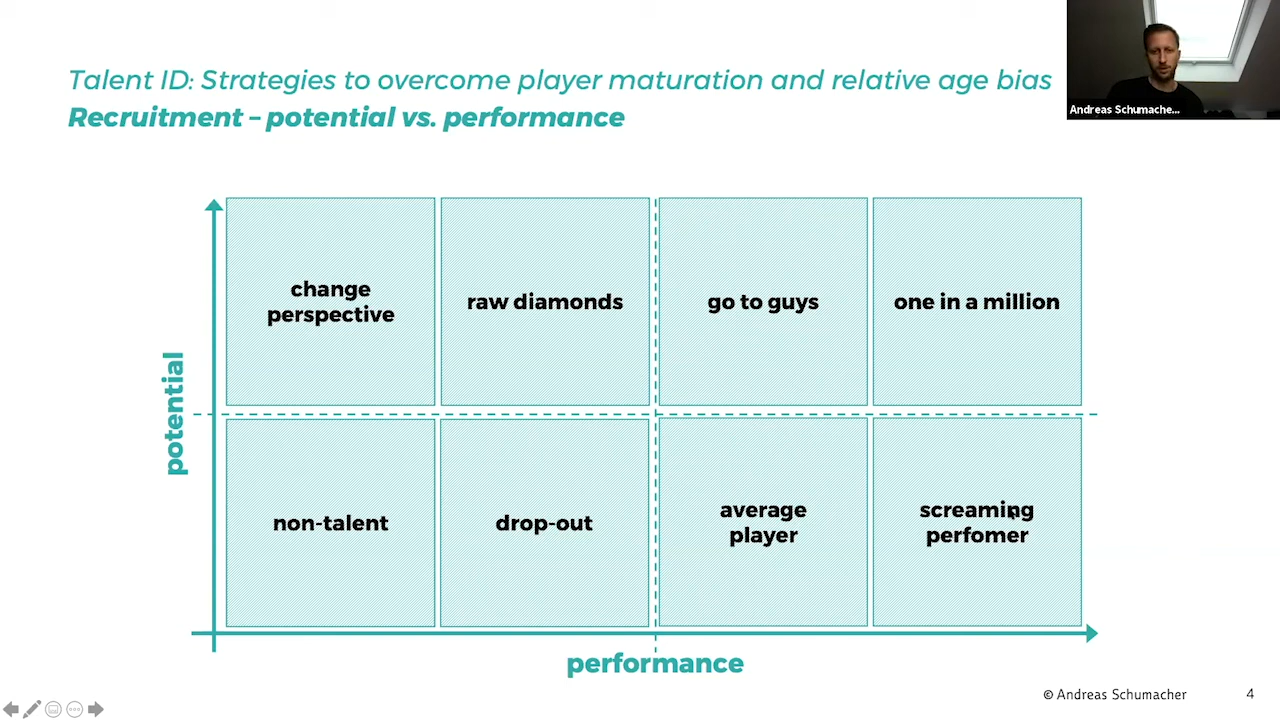 Talent ID: Strategies to overcome player maturation and relative age bias
Recruitment – potential vs. performance
Andreas Schumache...
change
perspective
raw diamonds
go to guys
one in a million
potential
non-talent
drop-out
average
player
screaming
perfomer
performance
© Andreas Schumacher
4